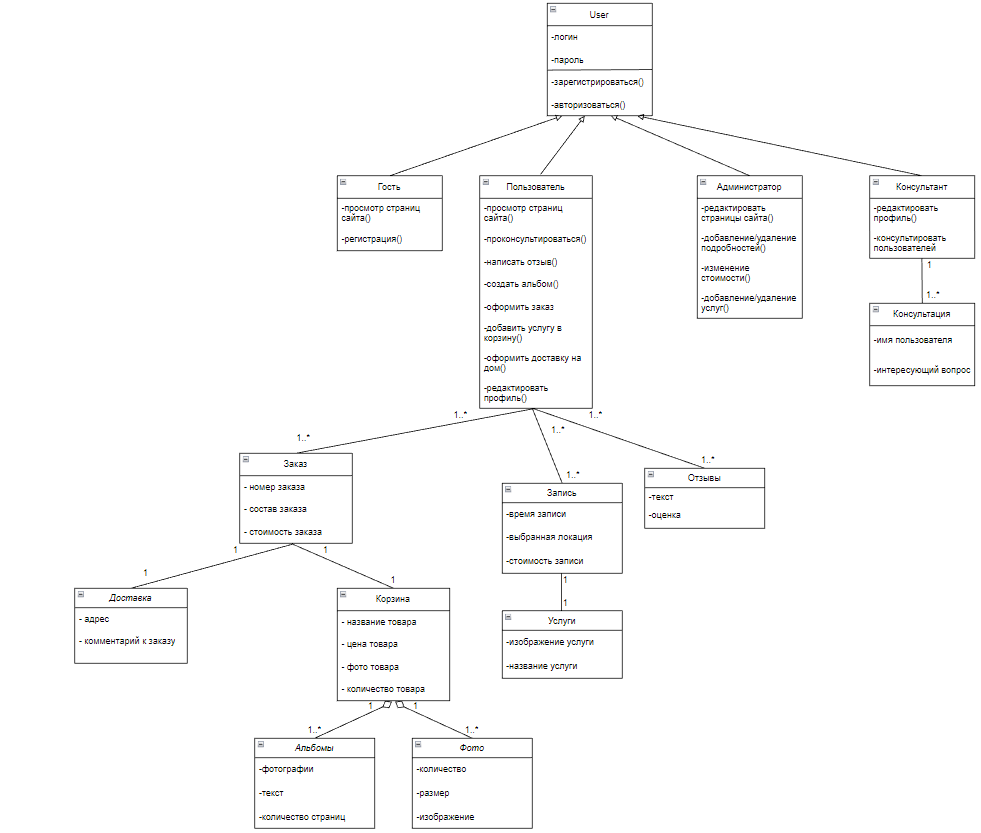 User
-логин
-пароль
-зарегистрироваться()
-авторизоваться()
Гость
-просмотр страниц
сайта()
-регистрация()
Пользователь
-просмотр страниц
сайта()
-проконсультироваться()
-написать отзыв()
-создать альбом()
-оформить заказ
-добавить услугу в
корзину()
-оформить доставку на
дом()
-редактировать
профиль()
Администратор
-редактировать
страницы сайта()
-добавление/удаление
подробностей()
-изменение
стоимости()
-добавление/удаление
услуг()
Консультант
-редактировать
профиль()
-консультировать
пользователей
1
1..*
Консультация
-имя пользователя
-интересующий вопрос
1..*
1..*
1..*
1..*
1..*
1..*
Заказ
- номер заказа
- состав заказа
- стоимость заказа
Запись
-время записи
-выбранная локация
-стоимость записи
Отзывы
-текст
-оценка
1
1
1
1
1
1
Доставка
- адрес
- комментарий к заказу
Корзина
- название товара
- цена товара
- фото товара
- количество товара
Услуги
-изображение услуги
-название услуги
1
1
1..*
1..*
Альбомы
-фотографии
-текст
-количество страниц
Фото
-количество
-размер
-изображение